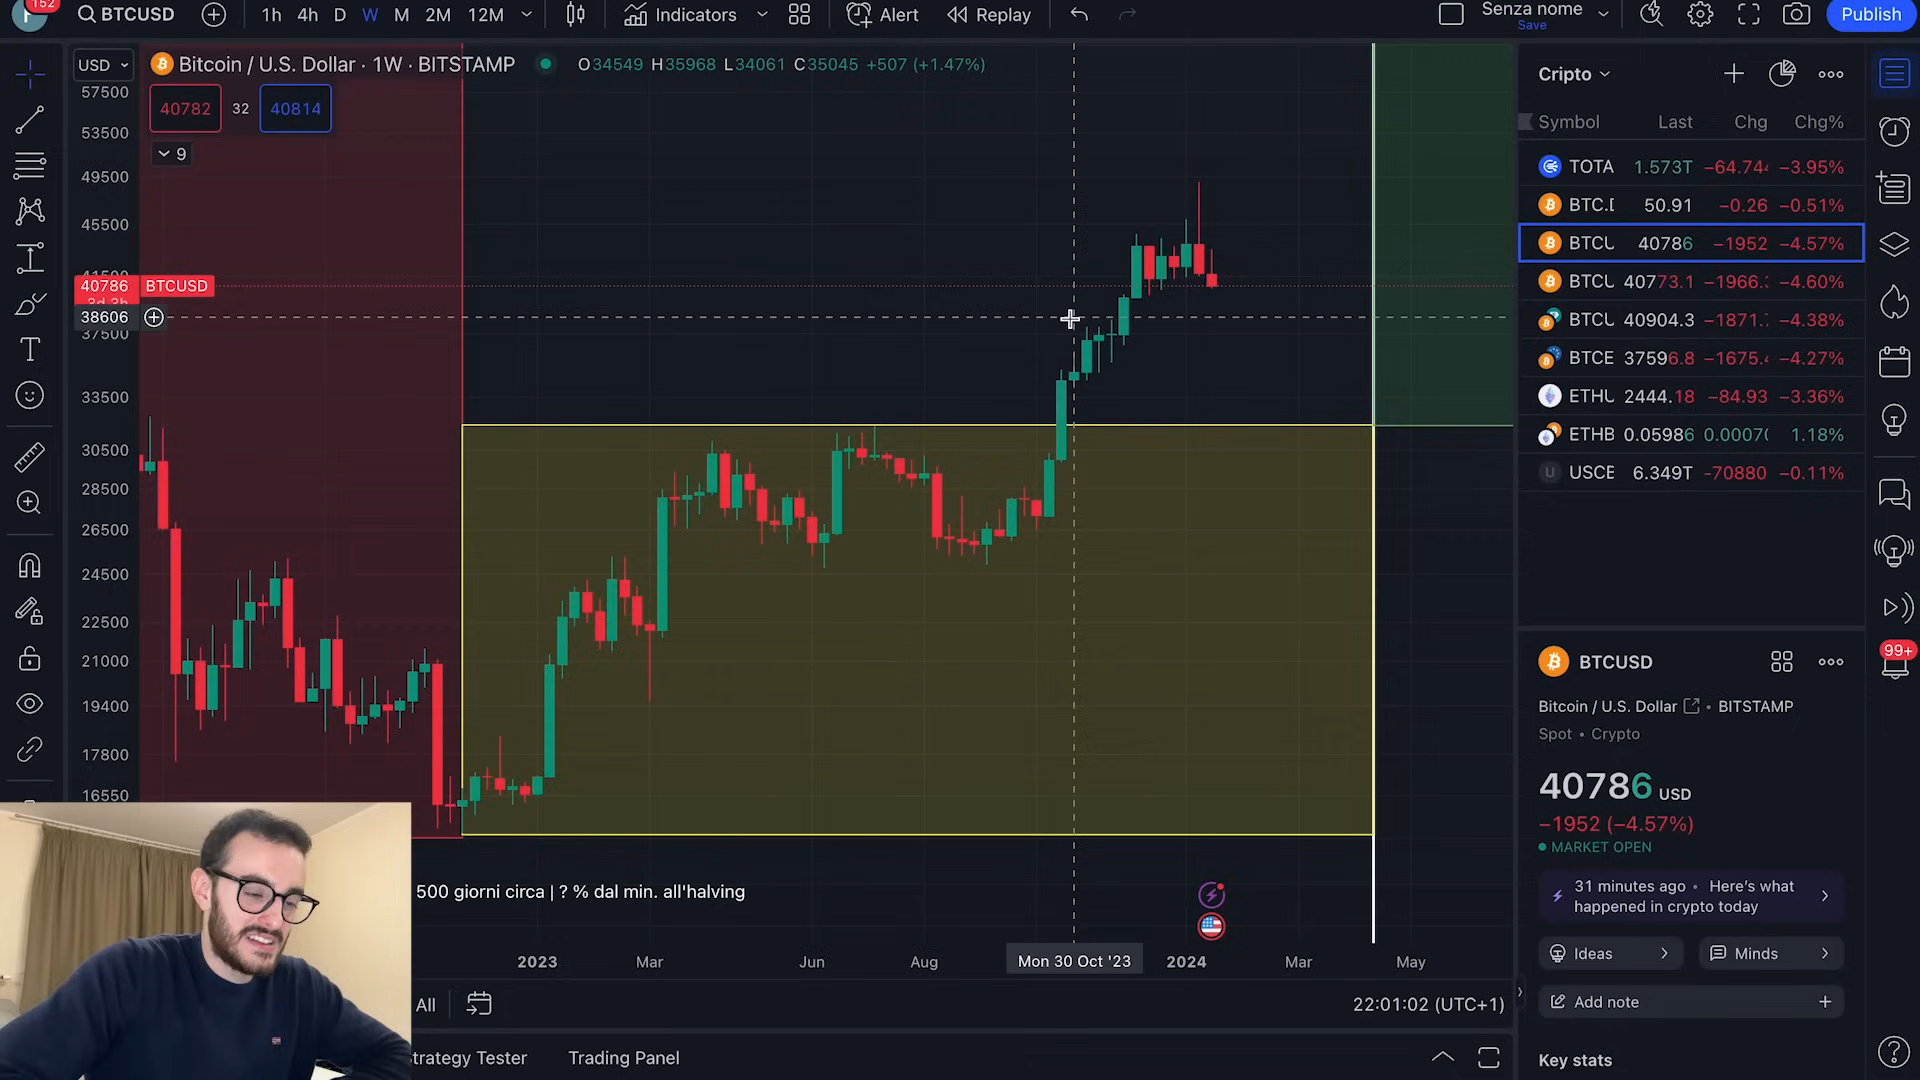 152
BTCUSD
1h 4h D W M 2M 12M
Indicators
Alert
Replay
Senza nome
Save
Publish
USD
Bitcoin / U.S. Dollar · 1W · BITSTAMP
O34549 H35968 L34061 C35045 +507 (+1.47%)
40782 32 40814
9
57500
53500
49500
45500
40786 BTCUSD
38606
37500
33500
30500
28500
26500
24500
22500
21000
19400
17800
16550
500 giorni circa | ? % dal min. all'halving
2023 Mar Jun Aug Mon 30 Oct '23 2024 Mar May
All
22:01:02 (UTC+1)
trategy Tester
Trading Panel
Cripto
Symbol Last Chg Chg%
TOTA 1.573T −64.74 −3.95%
BTC.D 50.91 −0.26 −0.51%
BTCU 40786 −1952 −4.57%
BTCU 40773.1 −1966. −4.60%
BTCU 40904.3 −1871. −4.38%
BTCE 37596.8 −1675. −4.27%
ETHU 2444.18 −84.93 −3.36%
ETHB 0.05986 0.0007 1.18%
U USCE 6.349T −70880 −0.11%
BTCUSD
Bitcoin / U.S. Dollar • BITSTAMP
Spot • Crypto
40786 USD
−1952 (−4.57%)
MARKET OPEN
31 minutes ago • Here's what
happened in crypto today
Ideas
Minds
Add note
Key stats
99+